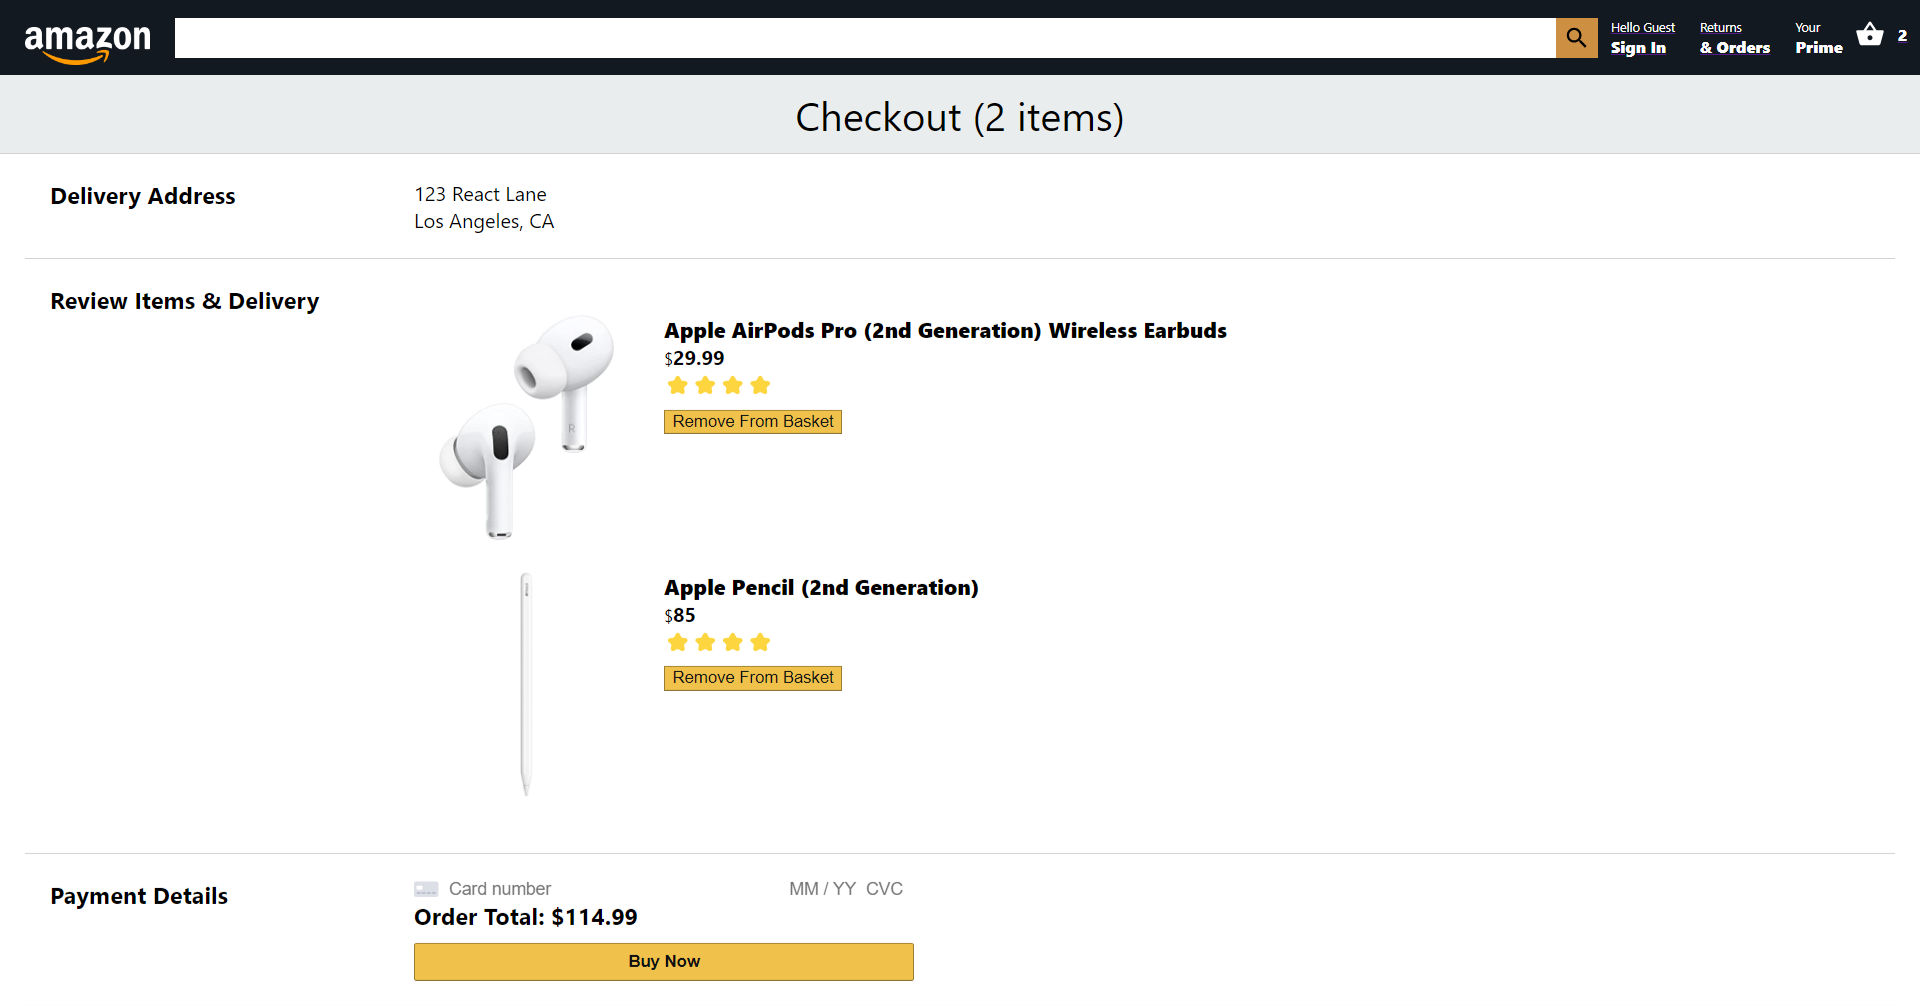 amazon
Hello Guest
Sign In
Returns
& Orders
Your
Prime
2
Checkout (2 items)
Delivery Address
123 React Lane
Los Angeles, CA
Review Items & Delivery
Apple AirPods Pro (2nd Generation) Wireless Earbuds
$29.99
R
Remove From Basket
Apple Pencil (2nd Generation)
$85
Remove From Basket
Payment Details
Card number MM / YY CVC
Order Total: $114.99
Buy Now